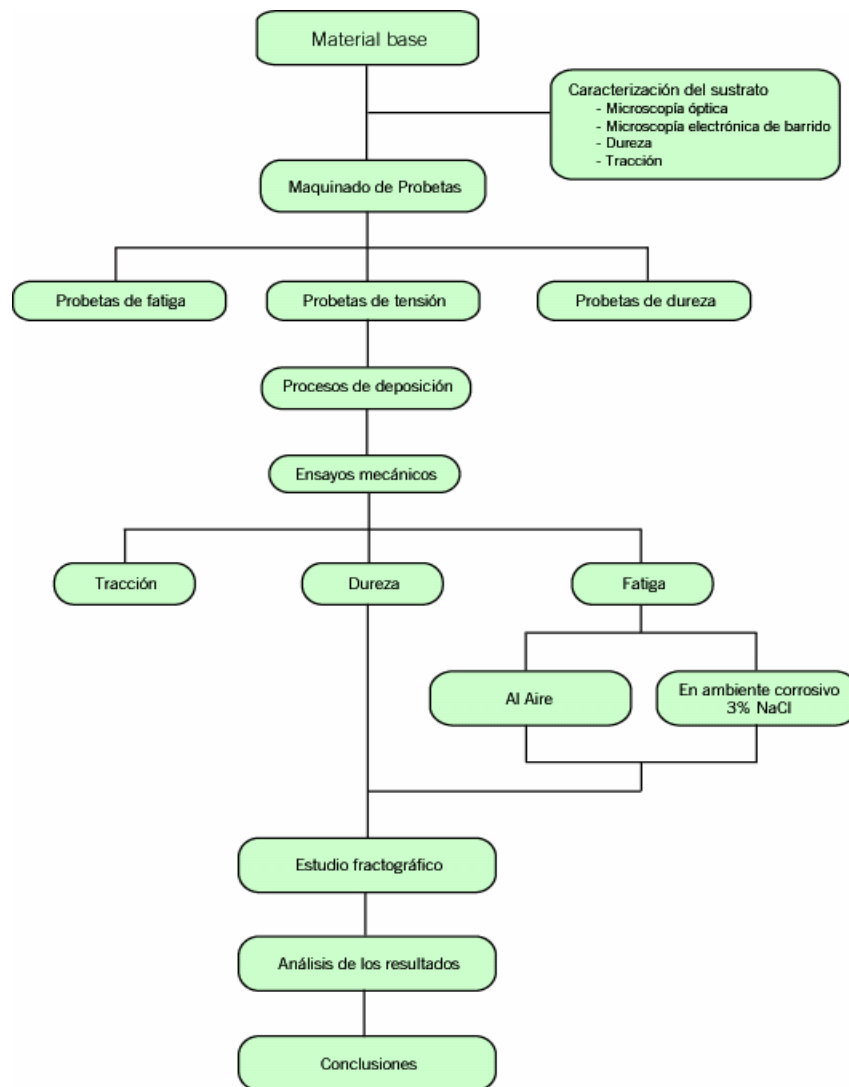 Material base
Caracterización del sustrato
- Microscopía óptica
- Microscopía electrónica de barrido
- Dureza
- Tracción
Maquinado de Probetas
Probetas de fatiga
Probetas de tensión
Probetas de dureza
Procesos de deposición
Ensayos mecánicos
Tracción
Dureza
Fatiga
Al Aire
En ambiente corrosivo
3% NaCl
Estudio fractográfico
Análisis de los resultados
Conclusiones